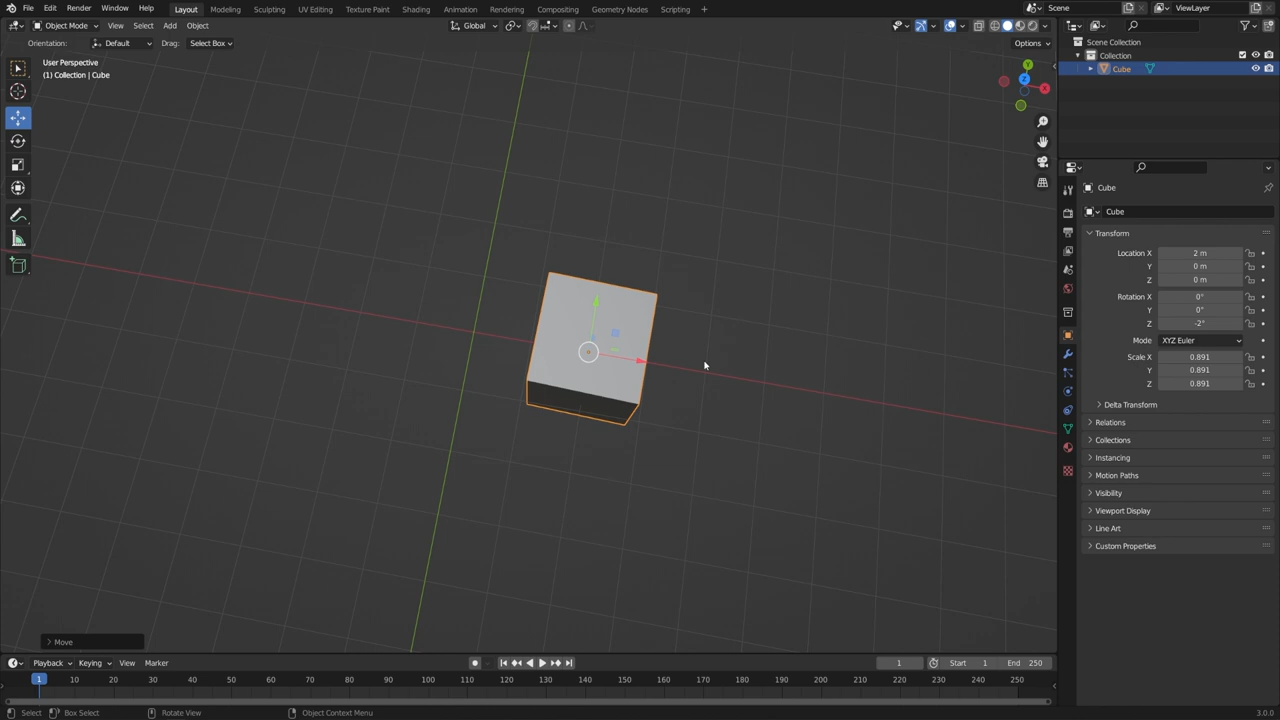 File Edit Render Window Help Layout Modeling Sculpting UV Editing Texture Paint Shading Animation Rendering Compositing Geometry Nodes Scripting Scene ViewLayer
Object Mode View Select Add Object Global
Orientation: Default Drag: Select Box Options
User Perspective
(1) Collection | Cube
Y
Z
X
Scene Collection
Collection
Cube
Cube
Cube
Transform
Location X 2 m
Y 0 m
Z 0 m
Rotation X 0°
Y 0°
Z -2°
Mode XYZ Euler
Scale X 0.891
Y 0.891
Z 0.891
Delta Transform
Relations
Collections
Instancing
Motion Paths
Visibility
Viewport Display
Line Art
Custom Properties
Move
Playback Keying View Marker 1 Start 1 End 250
1 10 20 30 40 50 60 70 80 90 100 110 120 130 140 150 160 170 180 190 200 210 220 230 240 250
Select Box Select Rotate View Object Context Menu 3.0.0